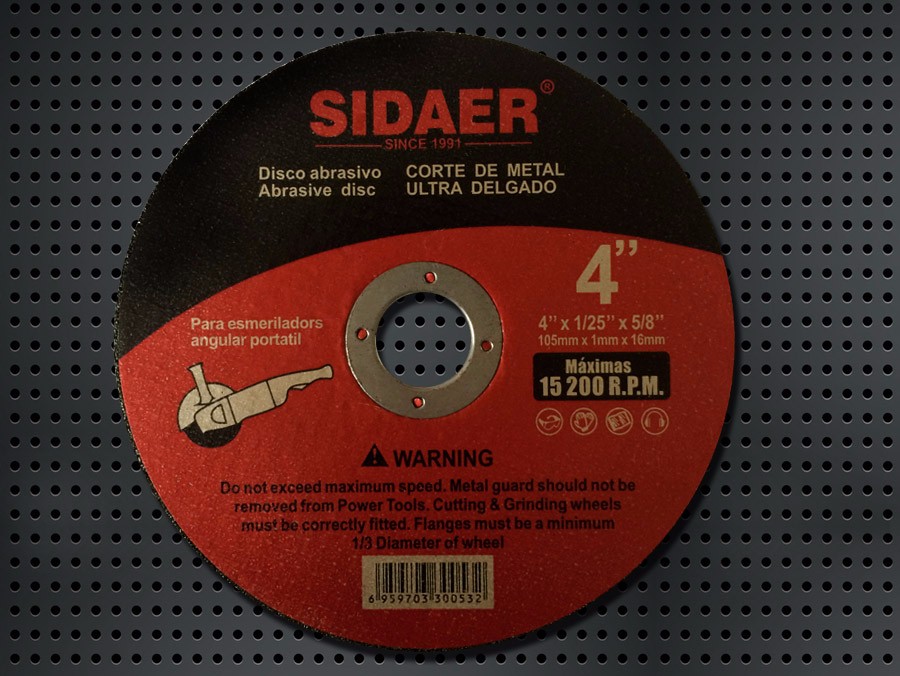 SIDAER®
SINCE 1991
Disco abrasivo CORTE DE METAL
Abrasive disc ULTRA DELGADO
4”
4” x 1/25” x 5/8”
105mm x 1mm x 16mm
Máximas
15 200 R.P.M.
Para esmeriladors
angular portatil
WARNING
Do not exceed maximum speed. Metal guard should not be
removed from Power Tools. Cutting & Grinding wheels
must be correctly fitted. Flanges must be a minimum
1/3 Diameter of wheel
6 959703 300532